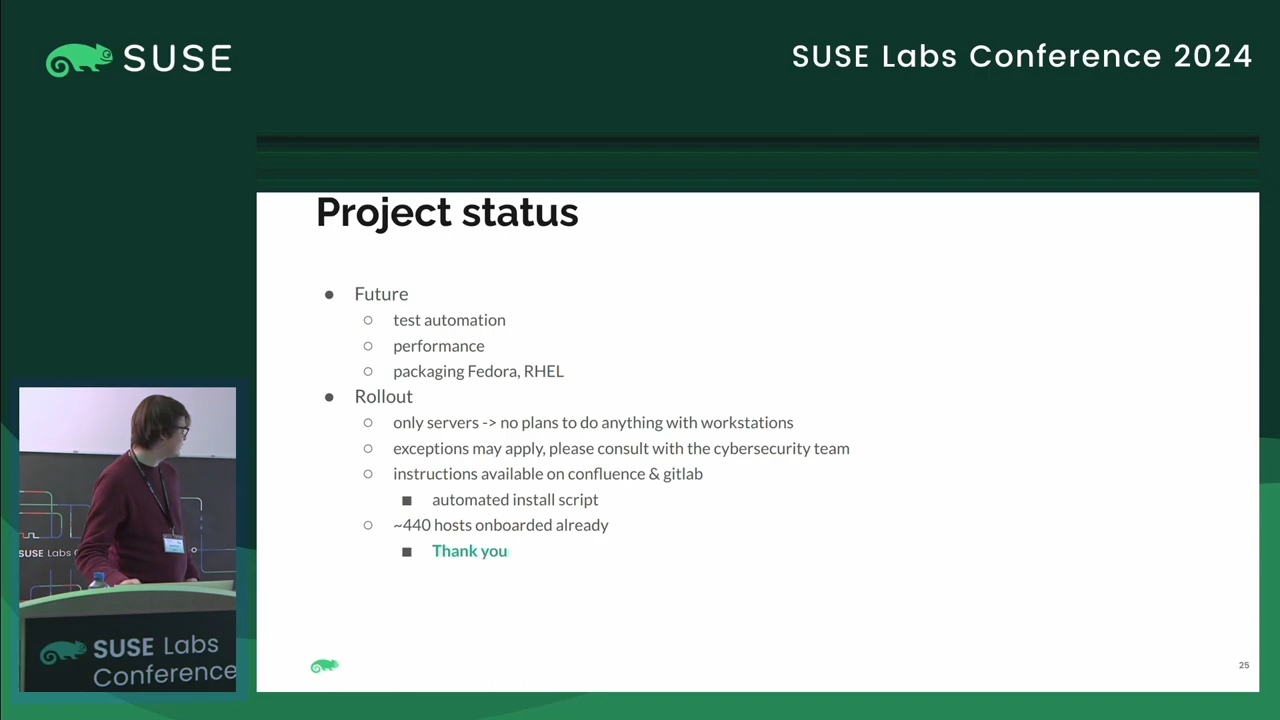 SUSE
SUSE Labs Conference 2024
Project status
● Future
○ test automation
○ performance
○ packaging Fedora, RHEL
● Rollout
○ only servers -> no plans to do anything with workstations
○ exceptions may apply, please consult with the cybersecurity team
○ instructions available on confluence & gitlab
■ automated install script
○ ~440 hosts onboarded already
■ Thank you
25
SUSE Labs
SUSE Labs
Conference